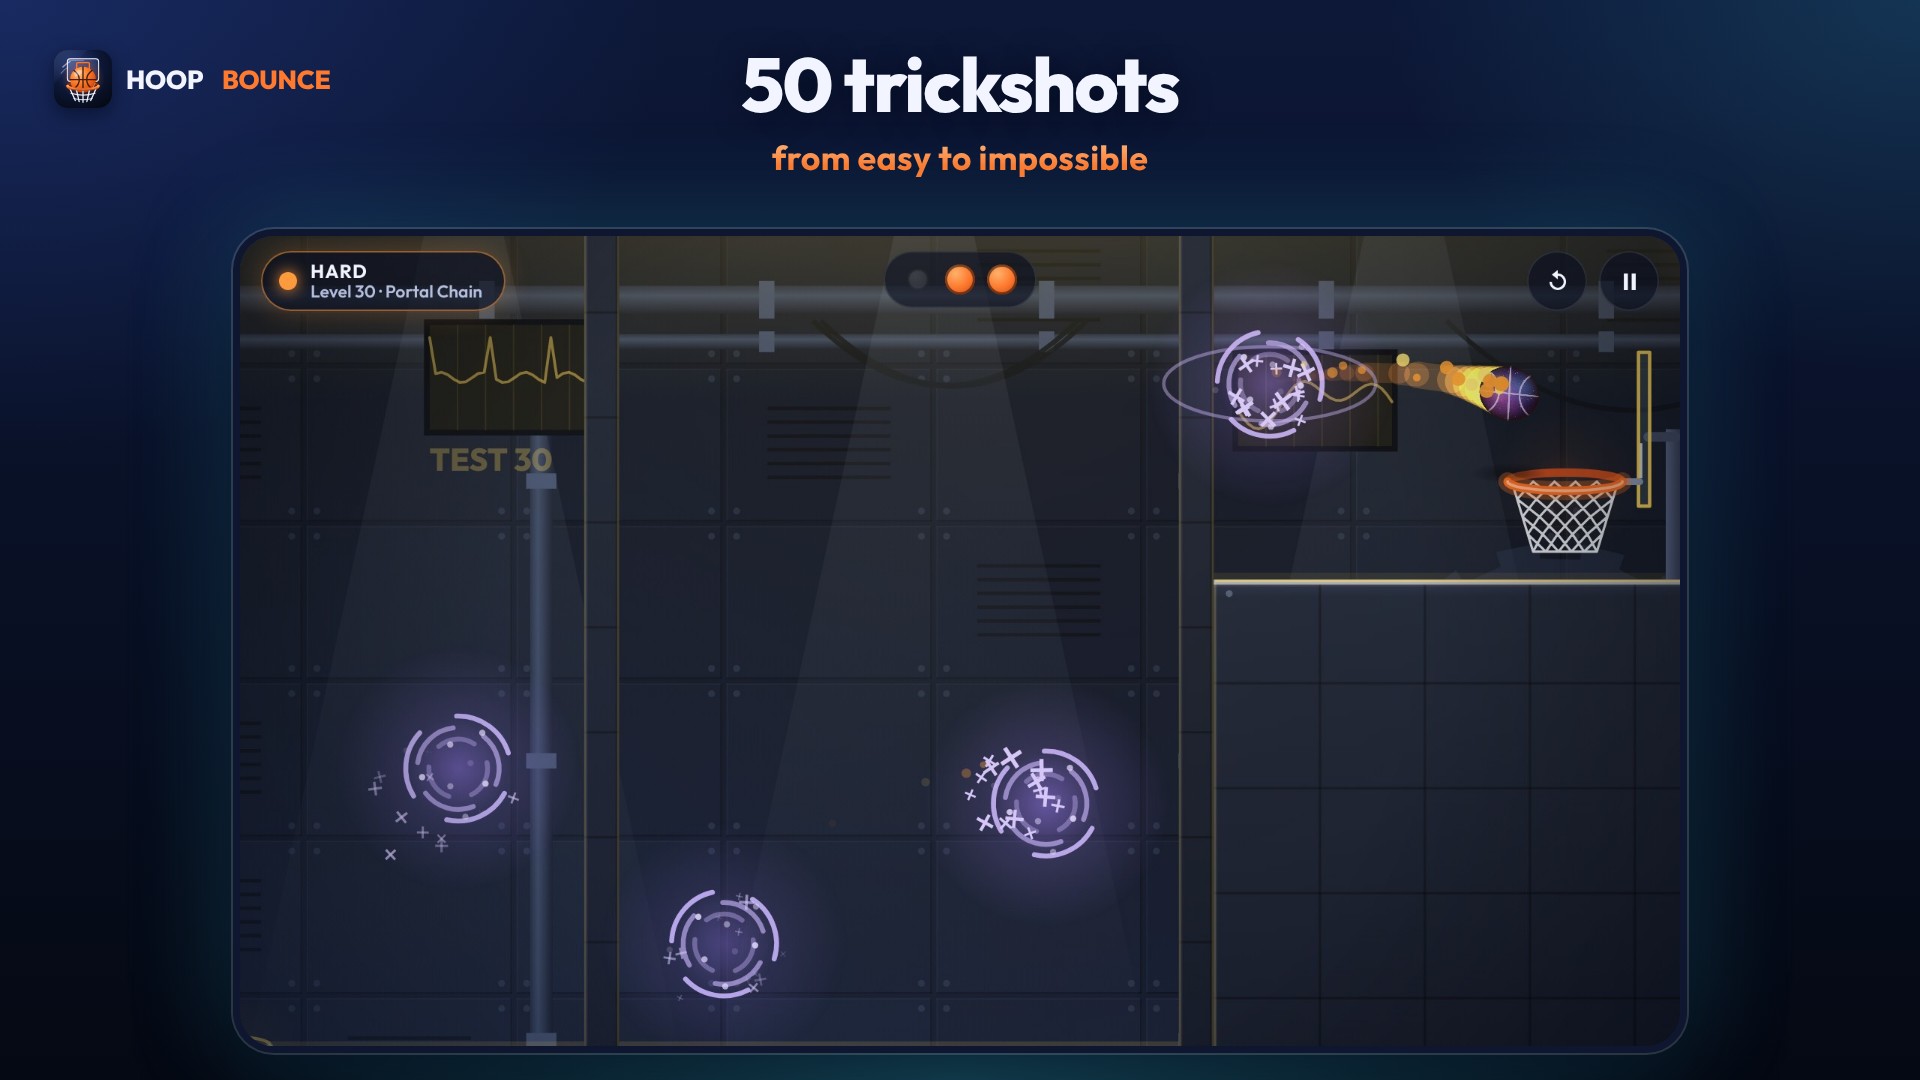 HOOP BOUNCE
50 trickshots
from easy to impossible
HARD
Level 30 · Portal Chain
TEST 30